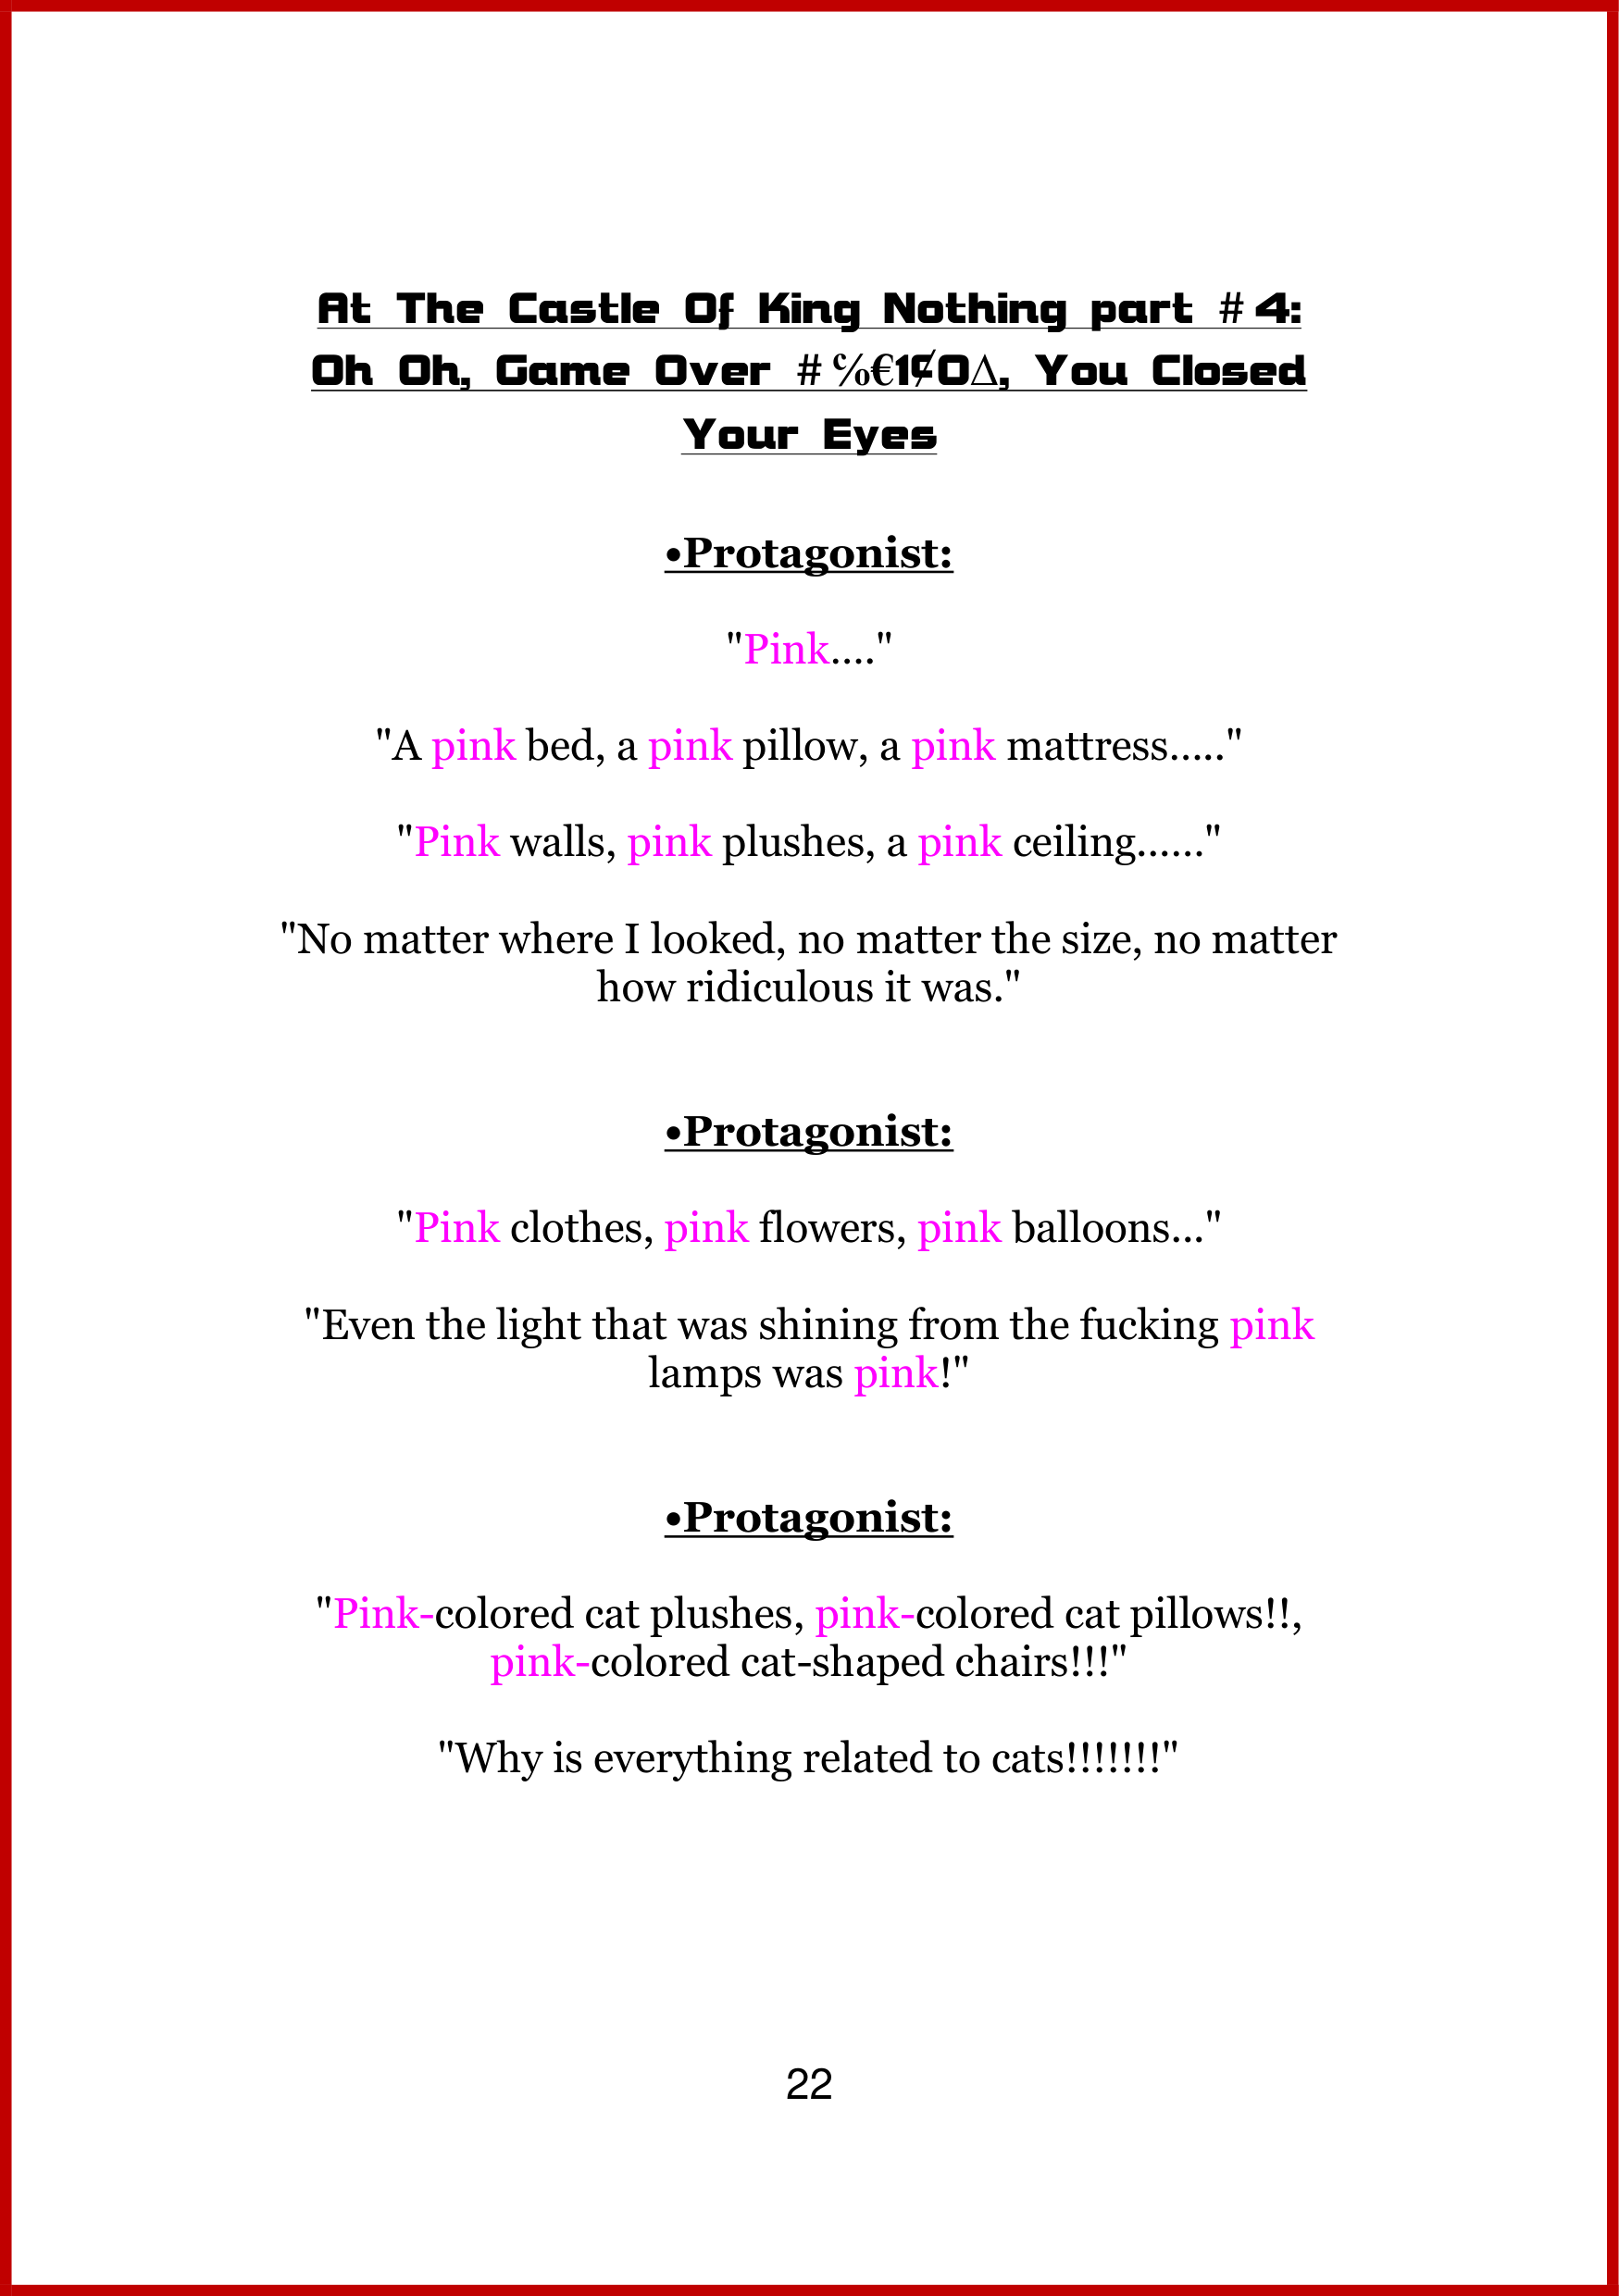 At The Castle Of King Nothing part #4:
Oh Oh, Game Over #℅€1⊄0∆, You Closed
Your Eyes
•Protagonist:
"Pink...."
"A pink bed, a pink pillow, a pink mattress....."
"Pink walls, pink plushes, a pink ceiling......"
"No matter where I looked, no matter the size, no matter
how ridiculous it was."
•Protagonist:
"Pink clothes, pink flowers, pink balloons..."
"Even the light that was shining from the fucking pink
lamps was pink!"
•Protagonist:
"Pink-colored cat plushes, pink-colored cat pillows!!,
pink-colored cat-shaped chairs!!!"
"Why is everything related to cats!!!!!!!"
22